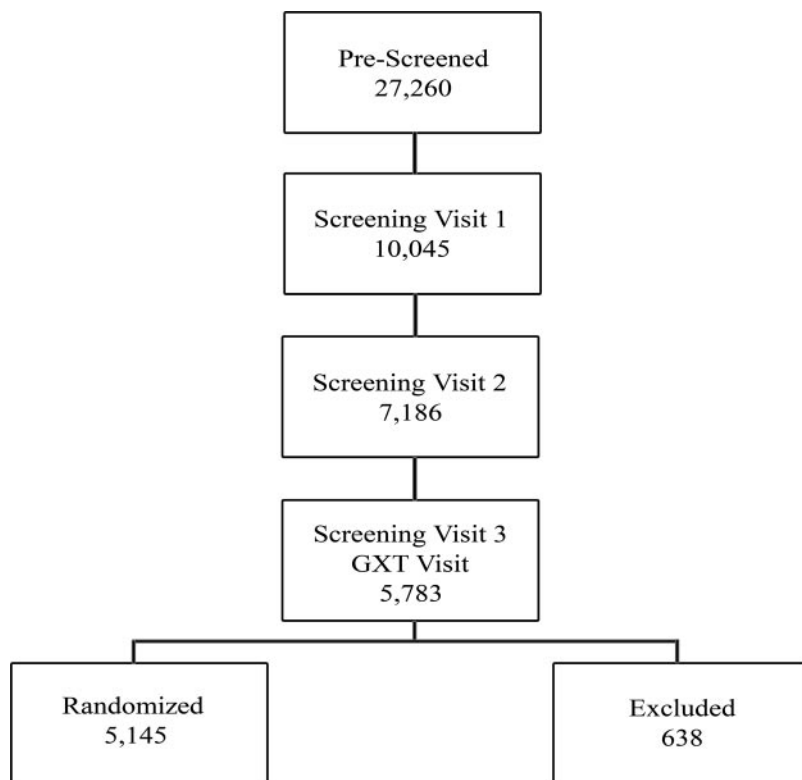 Pre-Screened
27,260
Screening Visit 1
10,045
Screening Visit 2
7,186
Screening Visit 3
GXT Visit
5,783
Randomized
5,145
Excluded
638